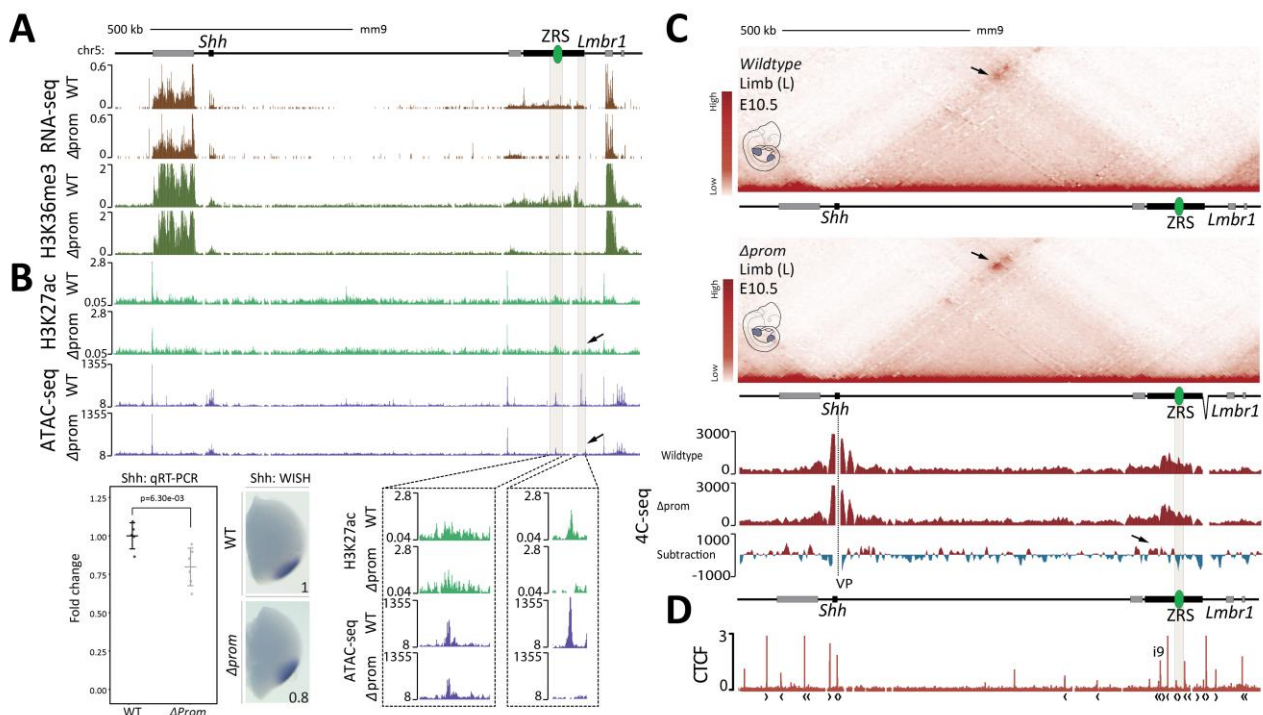 A
500 kb
mm9
chr5:
Shh
ZRS
Lmbr1
RNA-seq
WT
0.6
0
Δprom
0.6
0
H3K36me3
WT
2
0
Δprom
2
0
B
H3K27ac
WT
2.8
0.05
Δprom
2.8
0.05
ATAC-seq
WT
1355
8
Δprom
1355
8
Shh: qRT-PCR
p=6.30e-03
Fold change
1.25
1.00
0.75
0.50
0.25
0.00
WT
ΔProm
Shh: WISH
WT
1
Δprom
0.8
H3K27ac
WT
2.8
0.04
2.8
0.04
Δprom
2.8
0.04
2.8
0.04
ATAC-seq
WT
1355
8
1355
8
Δprom
1355
8
1355
8
C
500 kb
mm9
Wildtype
Limb (L)
E10.5
High
Low
Shh
ZRS
Lmbr1
Δprom
Limb (L)
E10.5
High
Low
Shh
ZRS
Lmbr1
4C-seq
Wildtype
3000
0
Δprom
3000
0
Subtraction
1000
-1000
VP
Shh
ZRS
Lmbr1
D
CTCF
3
0
i9